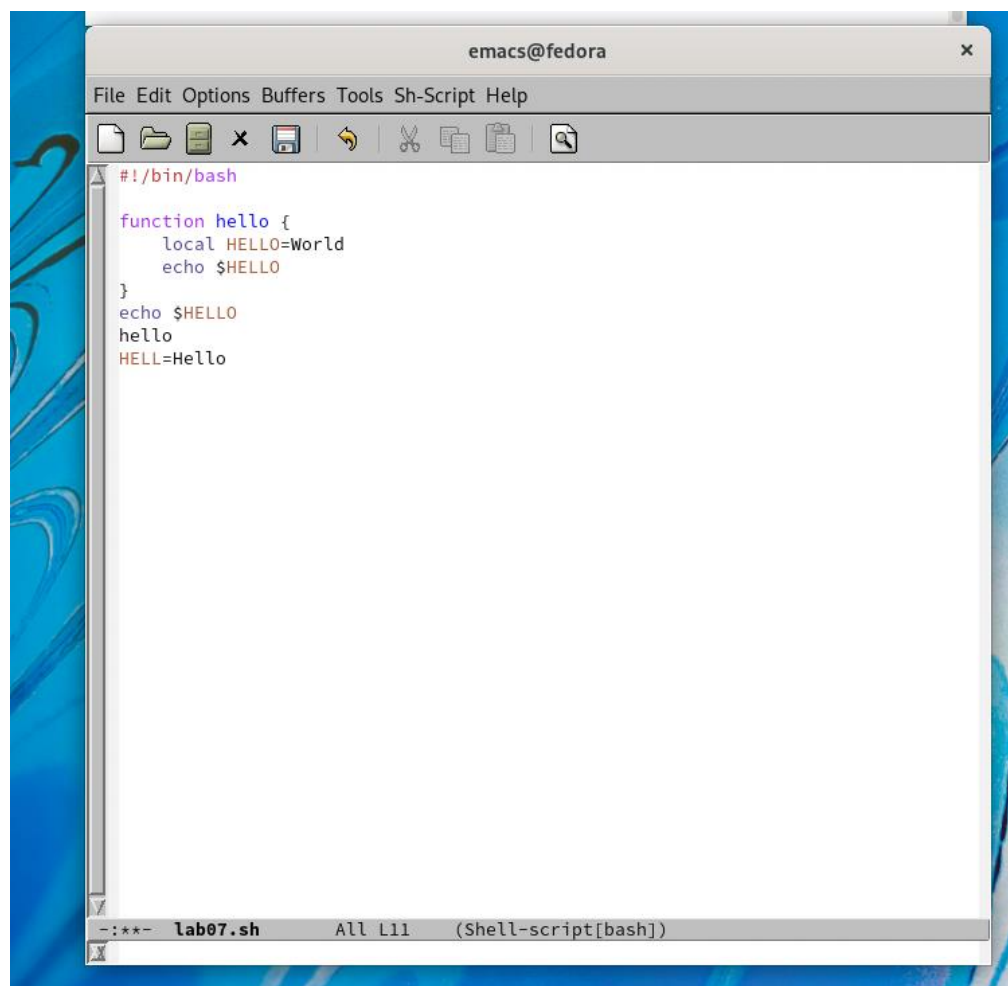 emacs@fedora
File Edit Options Buffers Tools Sh-Script Help
#!/bin/bash
function hello {
    local HELLO=World
    echo $HELLO
}
echo $HELLO
hello
HELL=Hello
-:**-  lab07.sh       All L11    (Shell-script[bash])